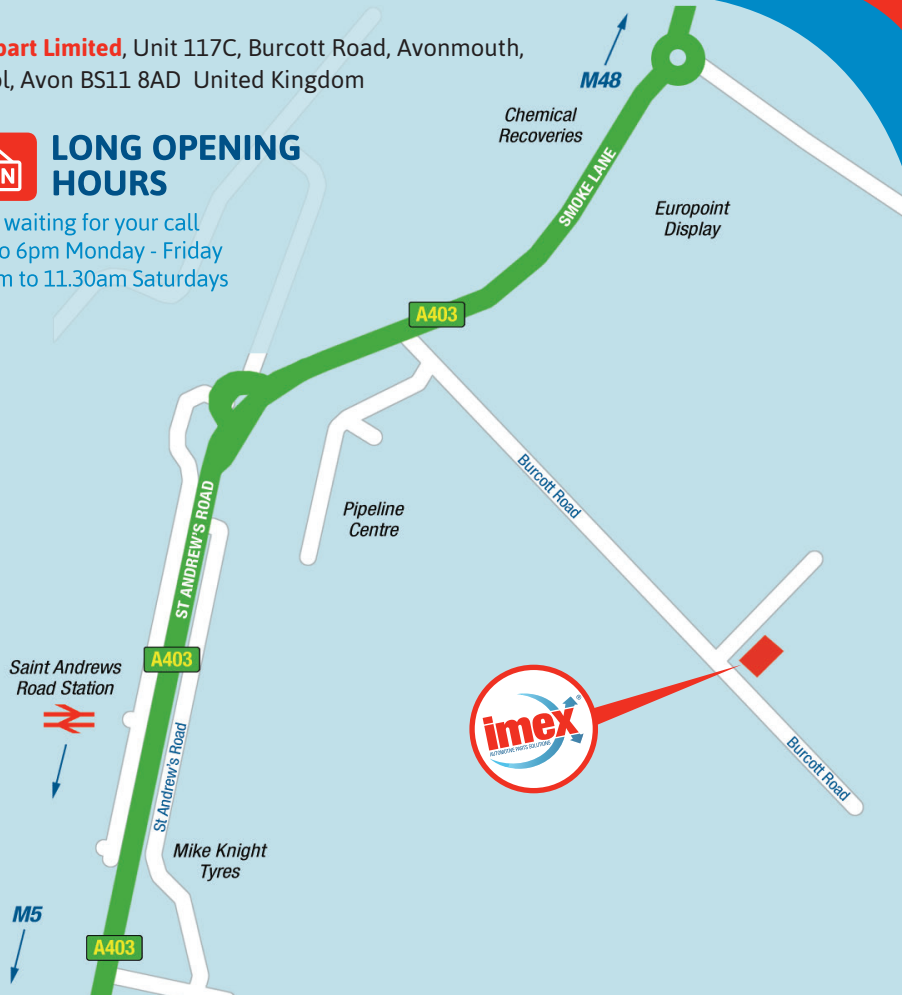 part Limited, Unit 117C, Burcott Road, Avonmouth,
ol, Avon BS11 8AD United Kingdom
N
LONG OPENING
HOURS
waiting for your call
o 6pm Monday - Friday
m to 11.30am Saturdays
M48
Chemical
Recoveries
SMOKE LANE
Europoint
Display
A403
Burcott Road
Pipeline
Centre
ST ANDREW'S ROAD
A403
Saint Andrews
Road Station
imex®
AUTOMOTIVE PARTS SOLUTIONS
Burcott Road
St Andrew's Road
Mike Knight
Tyres
M5
A403